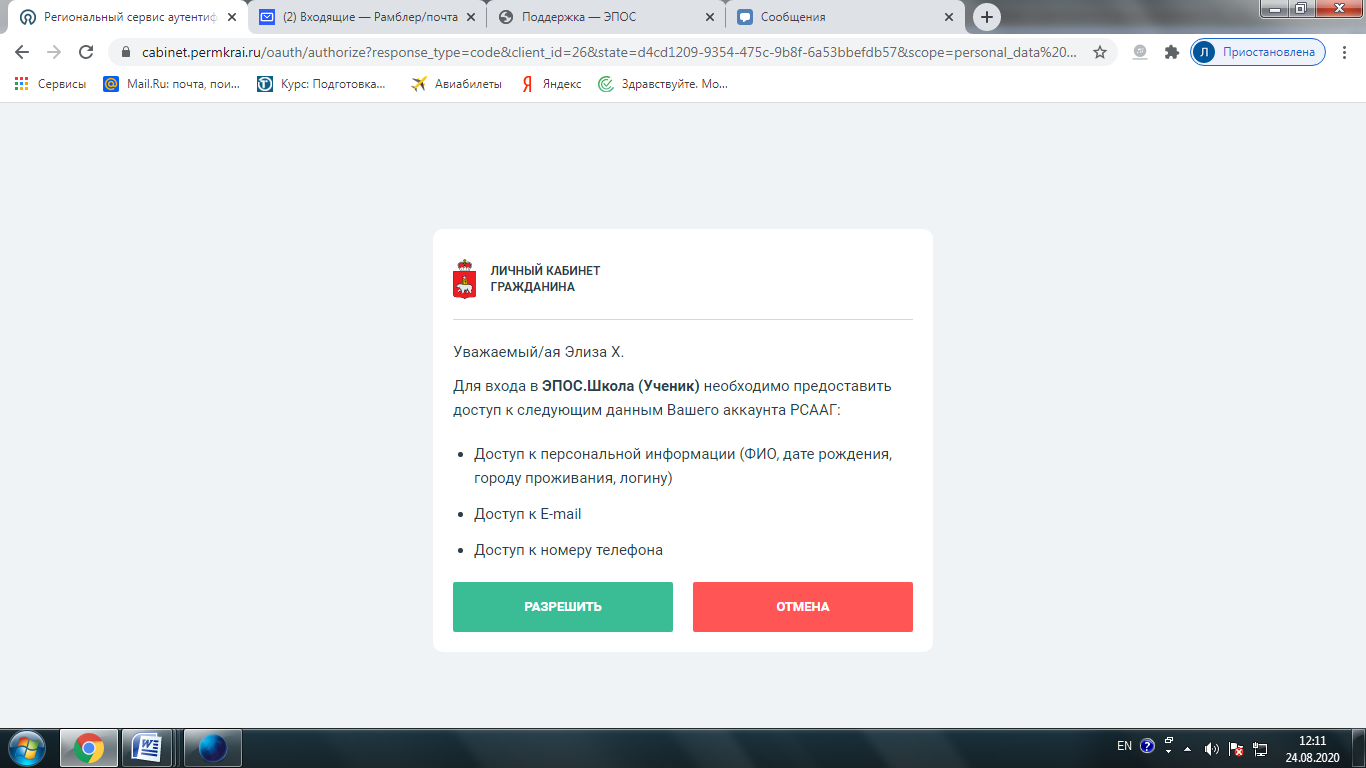 Региональный сервис аутентиф
(2) Входящие — Рамблер/почта
Поддержка — ЭПОС
Сообщения
cabinet.permkrai.ru/oauth/authorize?response_type=code&client_id=26&state=d4cd1209-9354-475c-9b8f-6a53bbefdb57&scope=personal_data%20...
Л Приостановлена
Сервисы
Mail.Ru: почта, пои...
Курс: Подготовка...
Авиабилеты
Яндекс
Здравствуйте. Мо...
ЛИЧНЫЙ КАБИНЕТ
ГРАЖДАНИНА
Уважаемый/ая Элиза Х.
Для входа в ЭПОС.Школа (Ученик) необходимо предоставить
доступ к следующим данным Вашего аккаунта РСААГ:
Доступ к персональной информации (ФИО, дате рождения,
городу проживания, логину)
Доступ к E-mail
Доступ к номеру телефона
РАЗРЕШИТЬ
ОТМЕНА
EN
12:11
24.08.2020